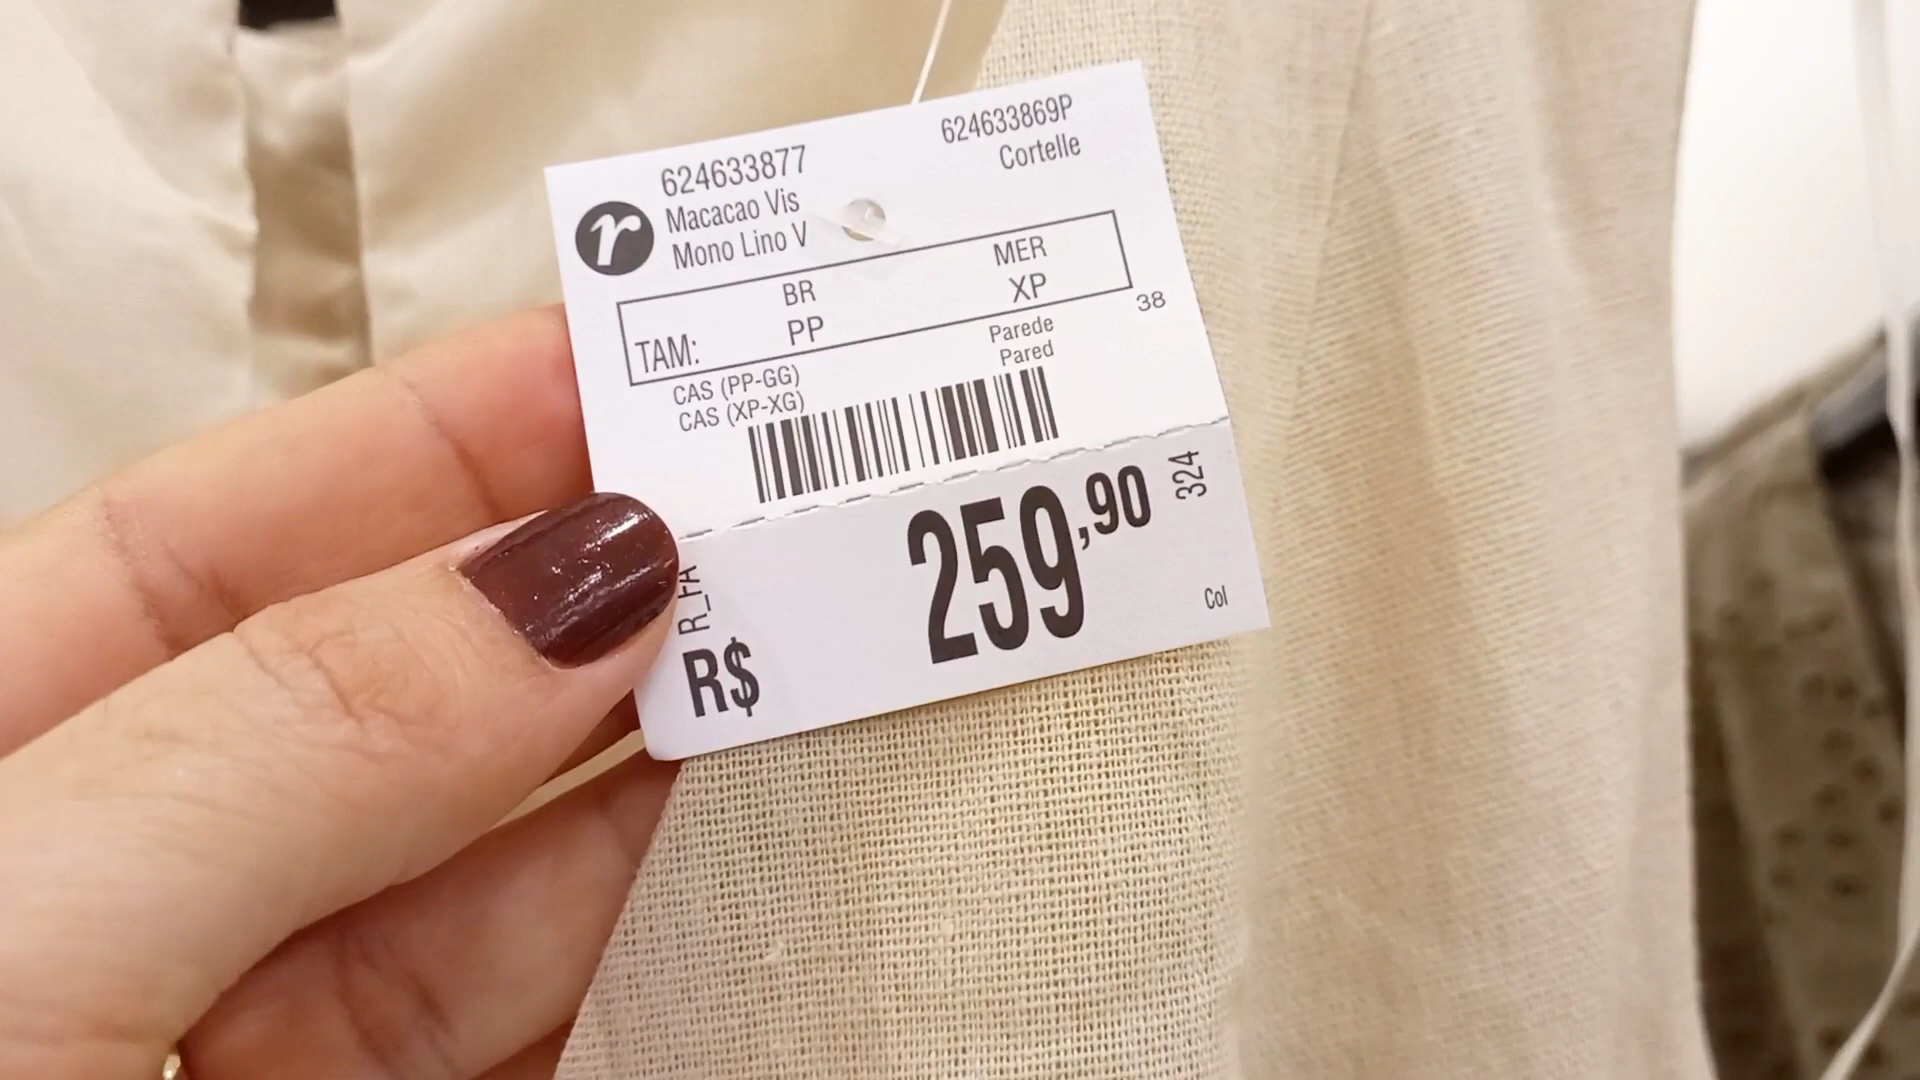 624633877
624633869P
Macacao Vis
Cortelle
r
Mono Lino V
BR
MER
TAM:
PP
XP
38
Parede
Pared
CAS (PP-GG)
CAS (XP-XG)
259,90
324
R_FA
R$
Col